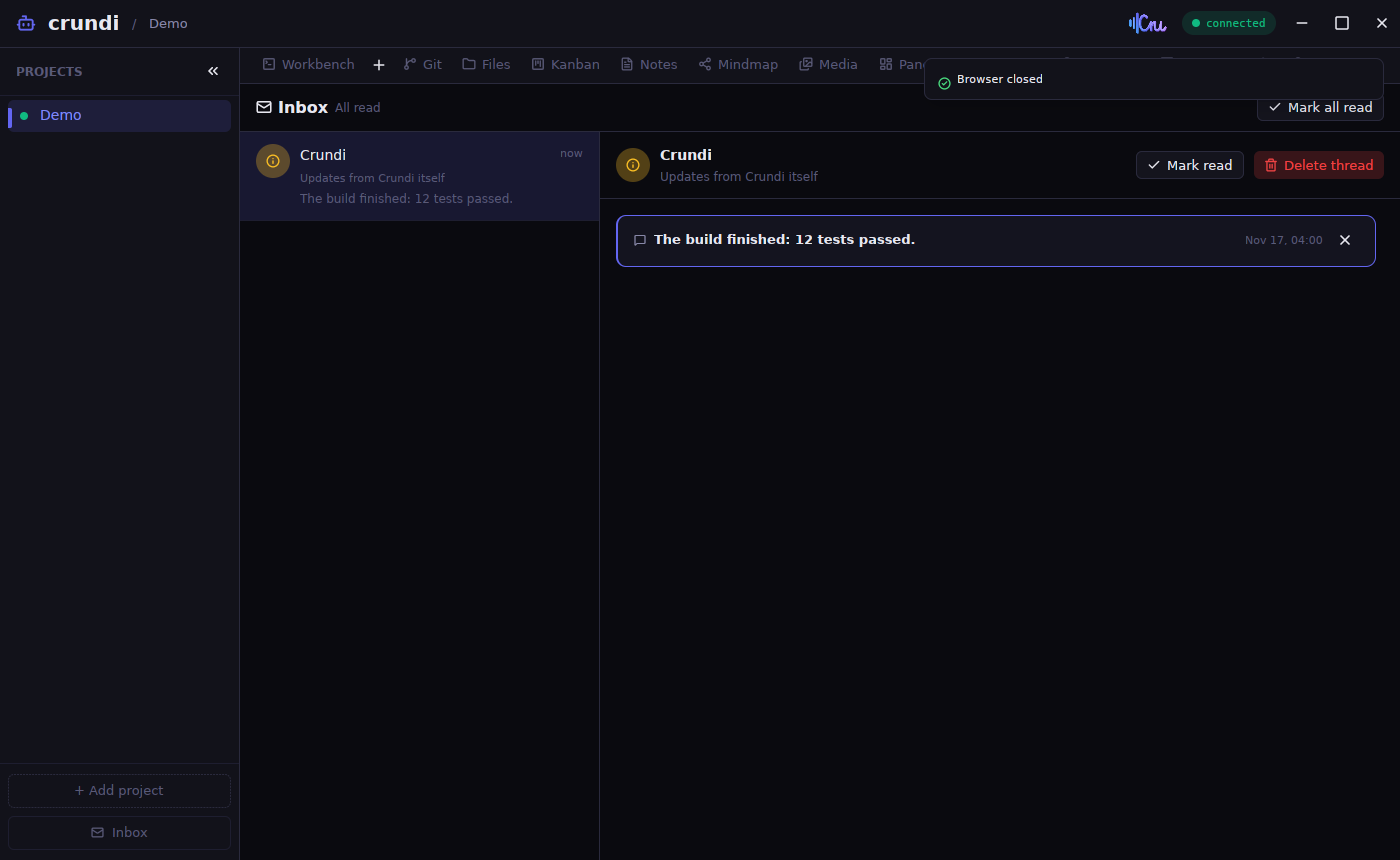 crundi / Demo
Cru
connected
PROJECTS
Workbench
Git
Files
Kanban
Notes
Mindmap
Media
Browser closed
Demo
Inbox All read
Mark all read
Crundi now
Updates from Crundi itself
The build finished: 12 tests passed.
Crundi
Updates from Crundi itself
Mark read
Delete thread
The build finished: 12 tests passed. Nov 17, 04:00
+ Add project
Inbox